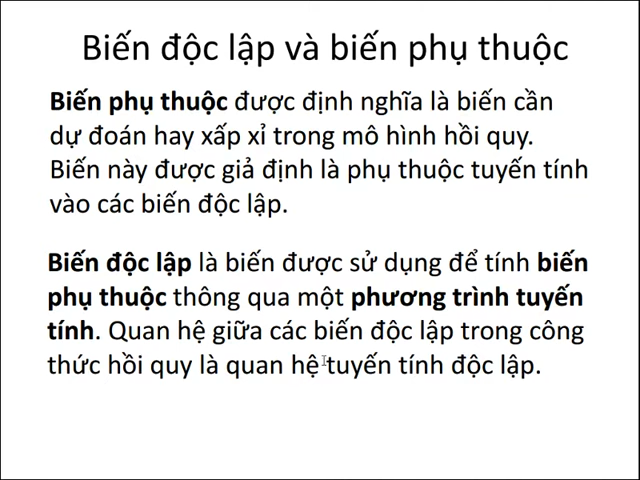 Biến độc lập và biến phụ thuộc
Biến phụ thuộc được định nghĩa là biến cần
dự đoán hay xấp xỉ trong mô hình hồi quy.
Biến này được giả định là phụ thuộc tuyến tính
vào các biến độc lập.
Biến độc lập là biến được sử dụng để tính biến
phụ thuộc thông qua một phương trình tuyến
tính. Quan hệ giữa các biến độc lập trong công
thức hồi quy là quan hệ tuyến tính độc lập.